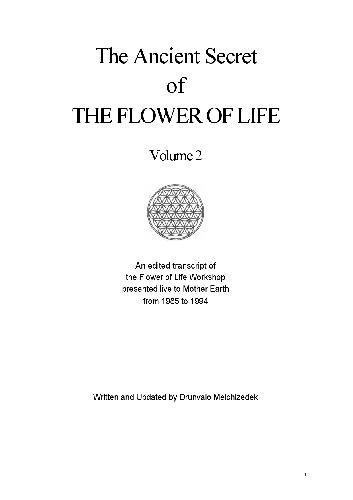 The Ancient Secret
of
THE FLOWER OF LIFE
Volume 2
An edited transcript of
the Flower of Life Workshop
presented live to Mother Earth
from 1985 to 1994
Written and Updated by Drunvalo Melchizedek
1